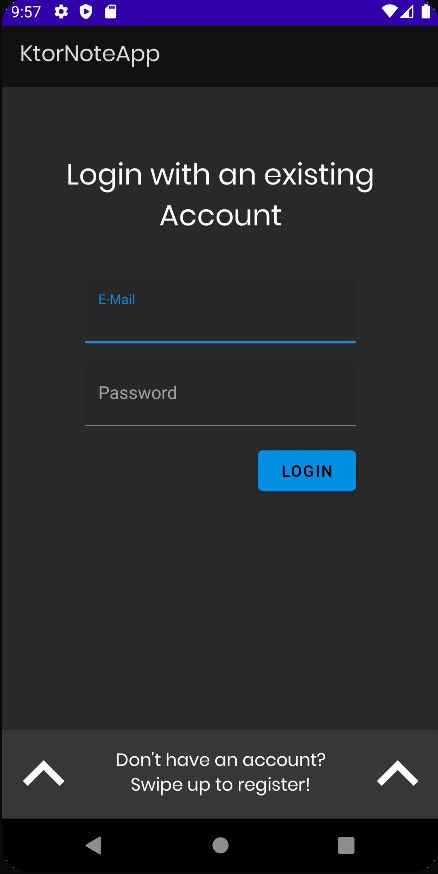 9:57
KtorNoteApp
Login with an existing
Account
E-Mail
Password
LOGIN
Don't have an account?
Swipe up to register!